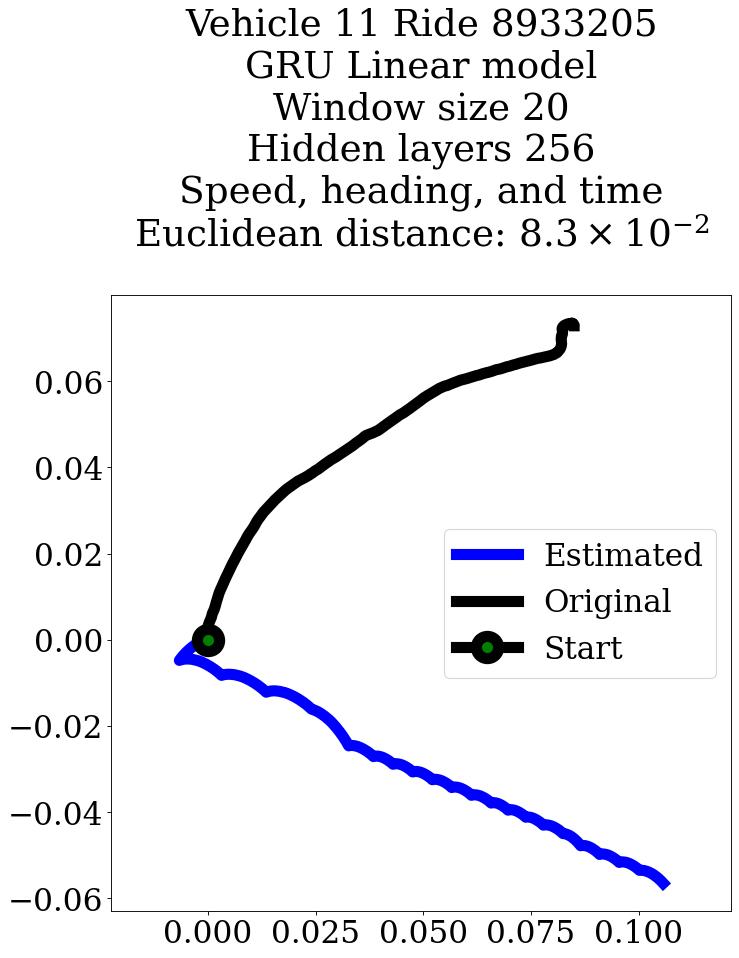 Vehicle 11 Ride 8933205
GRU Linear model
Window size 20
Hidden layers 256
Speed, heading, and time
Euclidean distance: 8.3 × 10⁻²
0.06
0.04
0.02
0.00
−0.02
−0.04
−0.06
Estimated
Original
Start
0.000 0.025 0.050 0.075 0.100